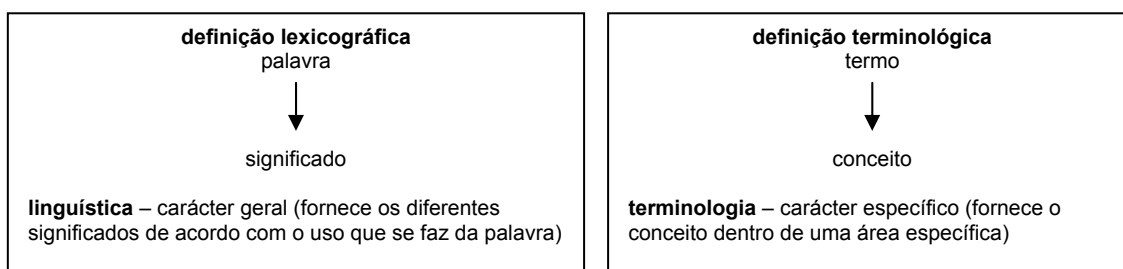 definição lexicográfica
palavra
significado
linguística – carácter geral (fornece os diferentes
significados de acordo com o uso que se faz da palavra)
definição terminológica
termo
conceito
terminologia – carácter específico (fornece o
conceito dentro de uma área específica)